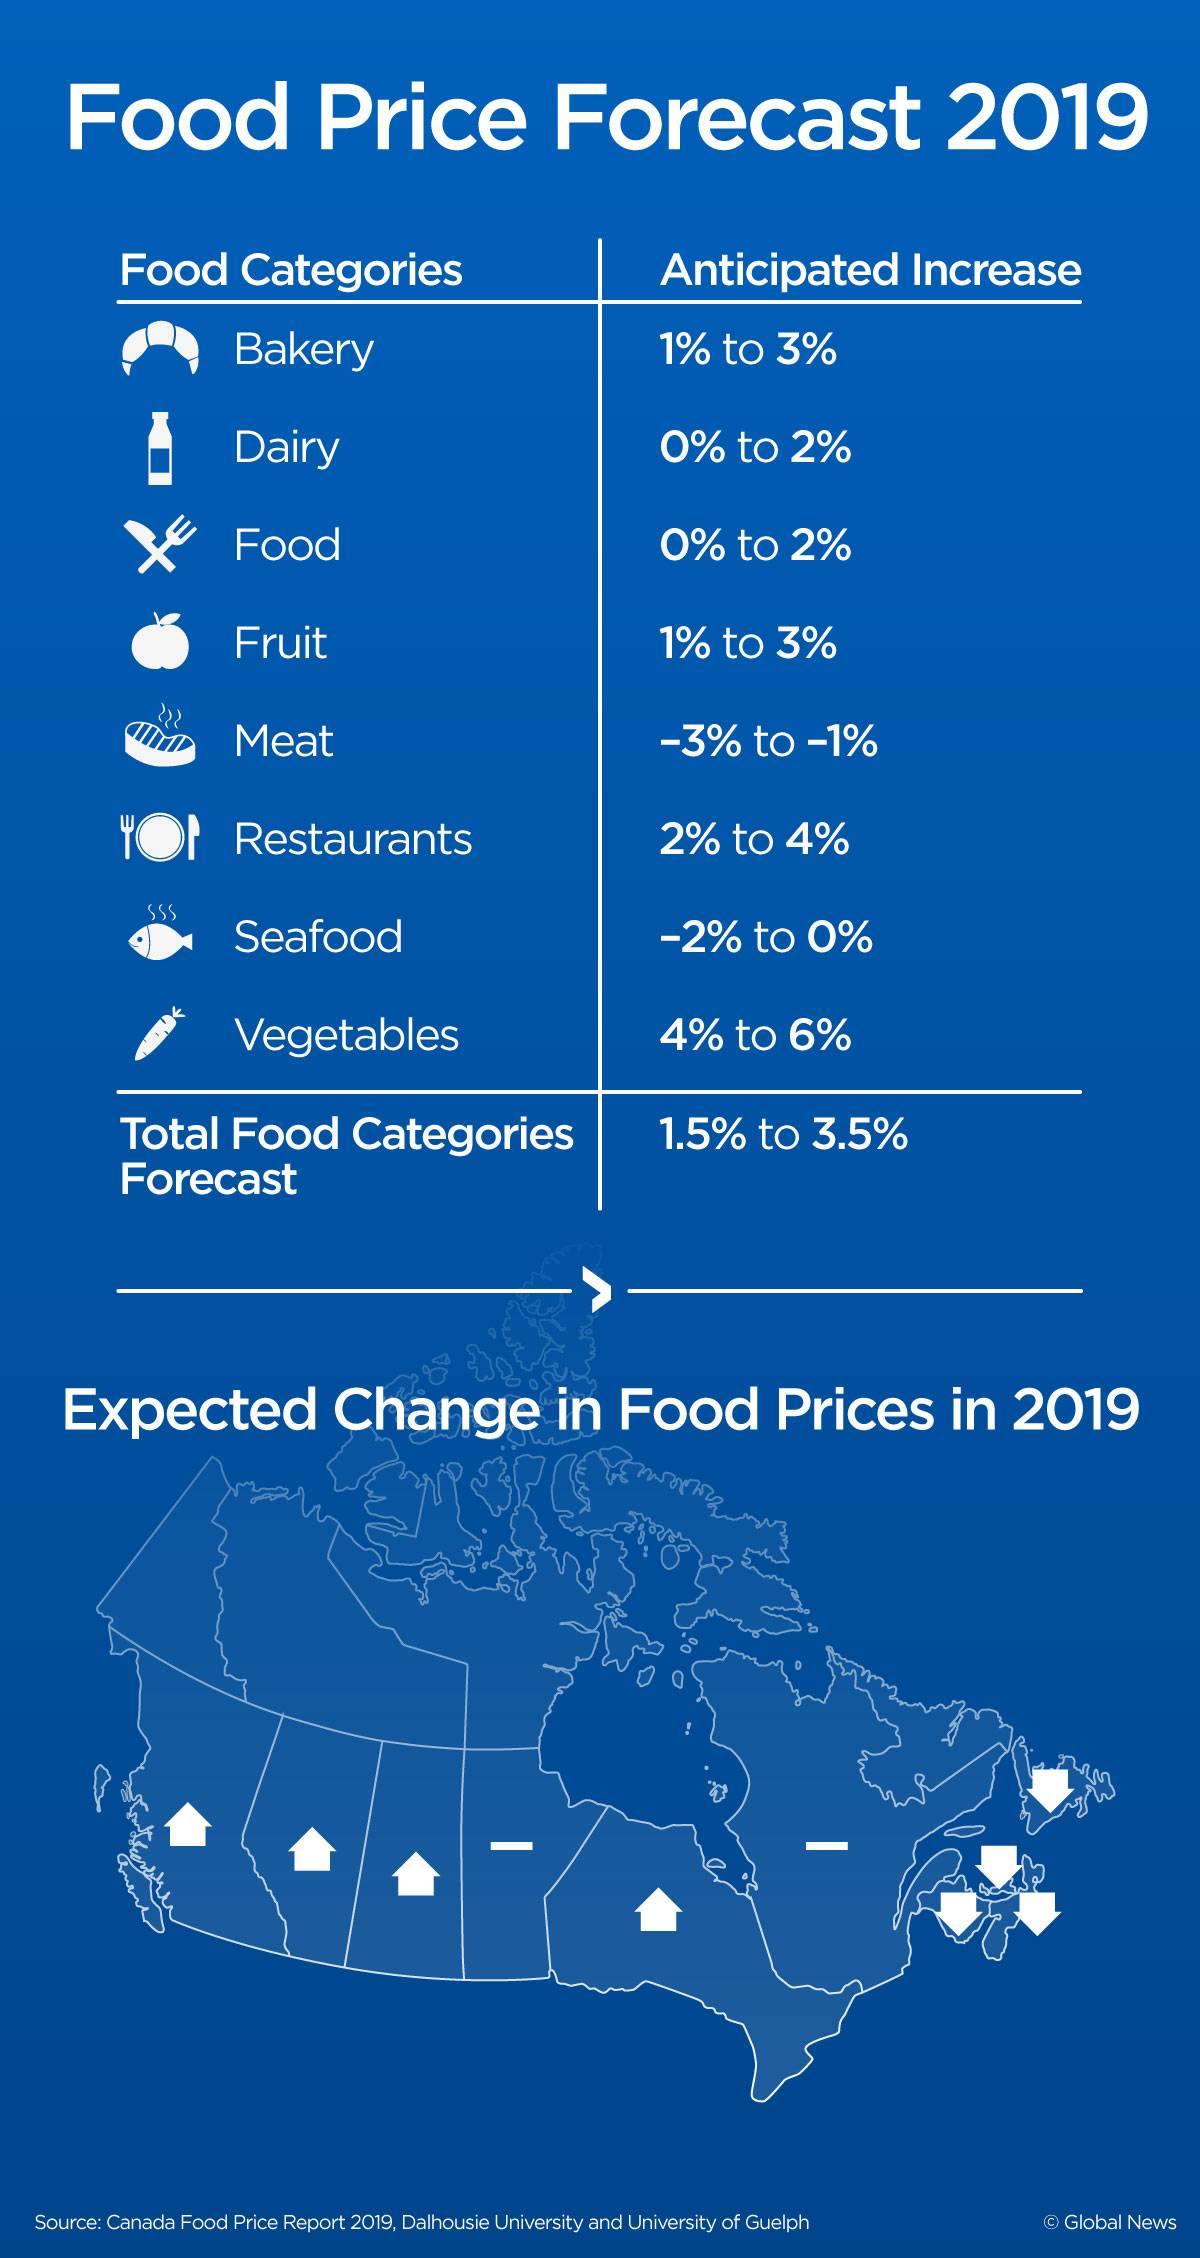 Food Price Forecast 2019
Food Categories Anticipated Increase
Bakery 1% to 3%
Dairy 0% to 2%
Food 0% to 2%
Fruit 1% to 3%
Meat –3% to –1%
Restaurants 2% to 4%
Seafood –2% to 0%
Vegetables 4% to 6%
Total Food Categories 1.5% to 3.5%
Forecast
Expected Change in Food Prices in 2019
Source: Canada Food Price Report 2019, Dalhousie University and University of Guelph © Global News